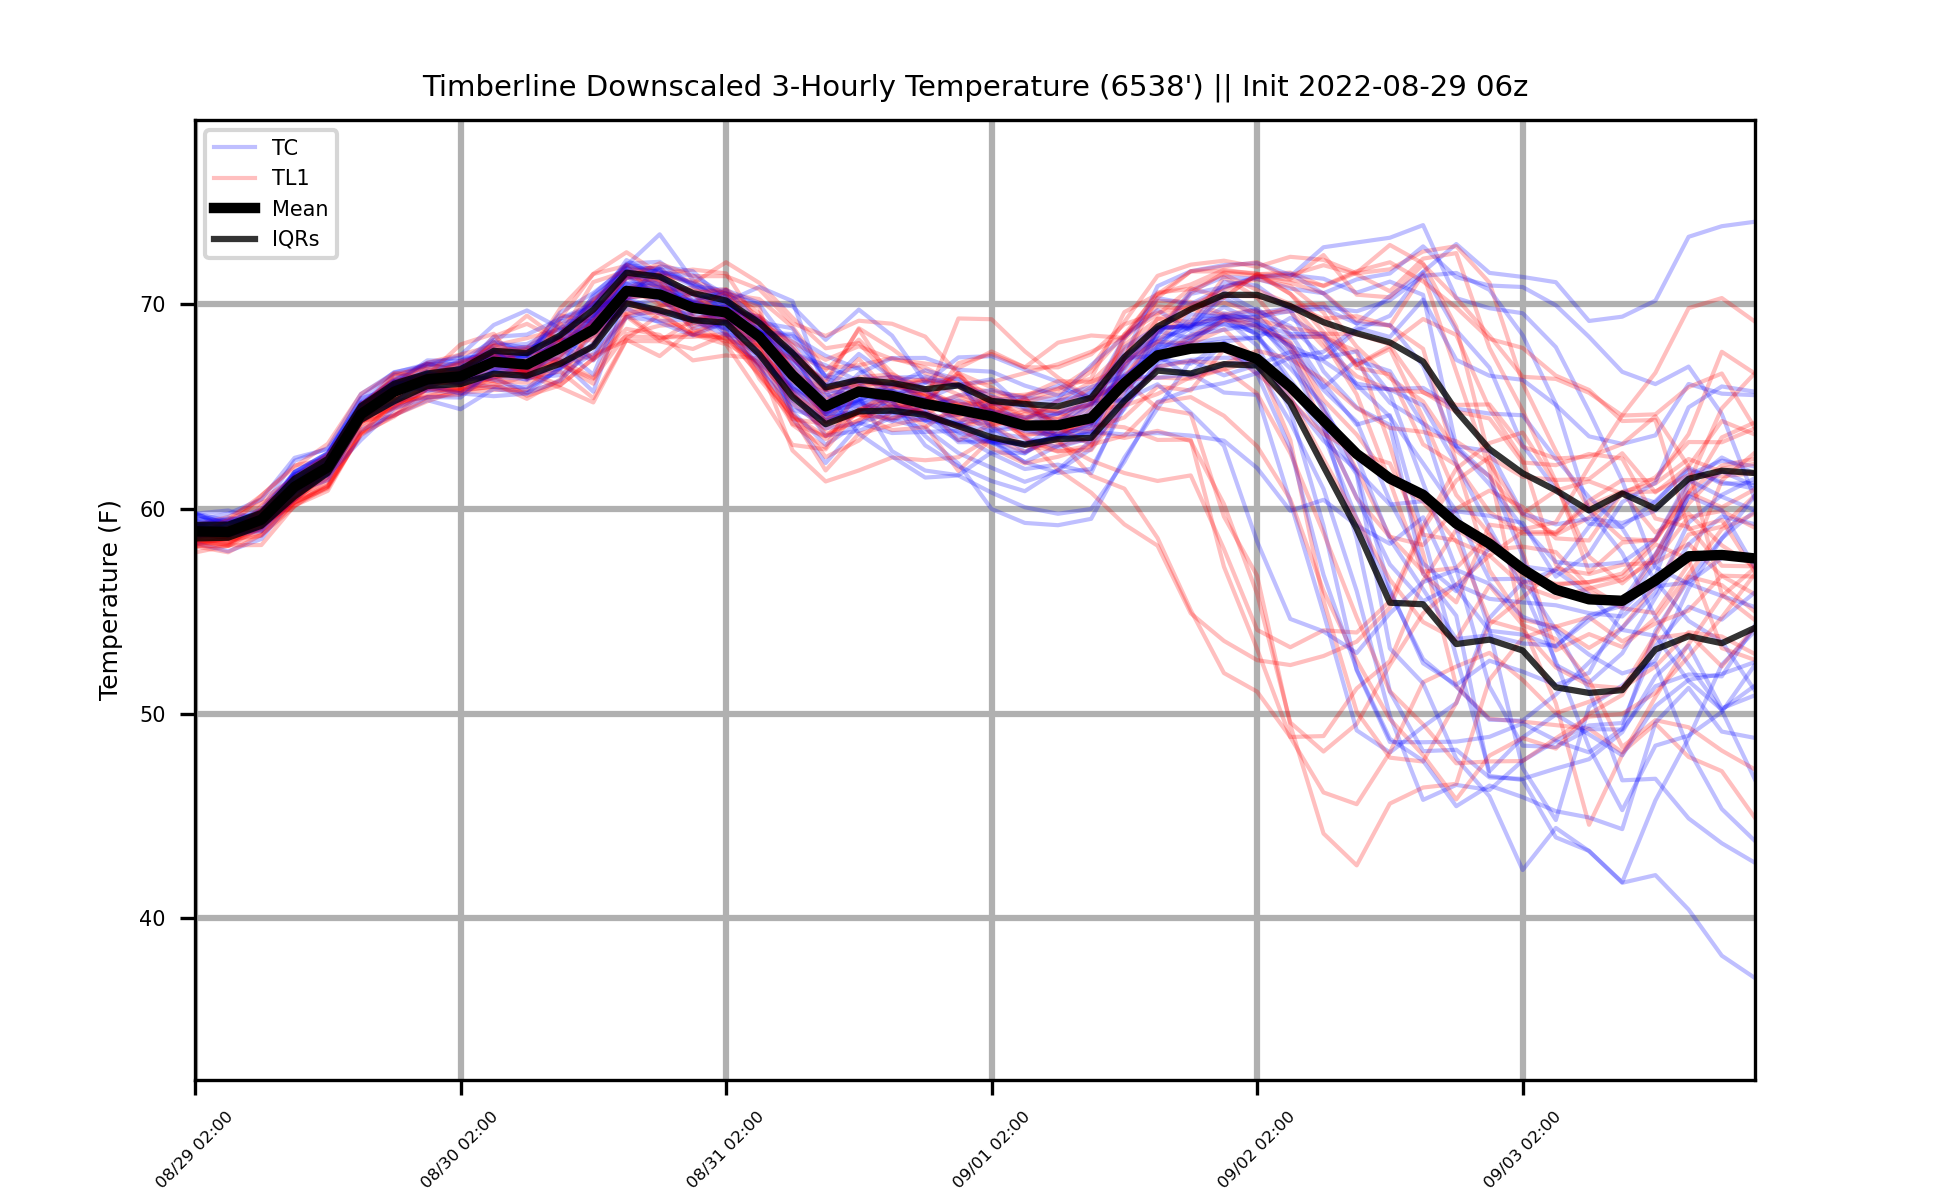 Timberline Downscaled 3-Hourly Temperature (6538') || Init 2022-08-29 06z
TC
TL1
Mean
IQRs
Temperature (F)
70
60
50
40
08/29 02:00
08/30 02:00
08/31 02:00
09/01 02:00
09/02 02:00
09/03 02:00